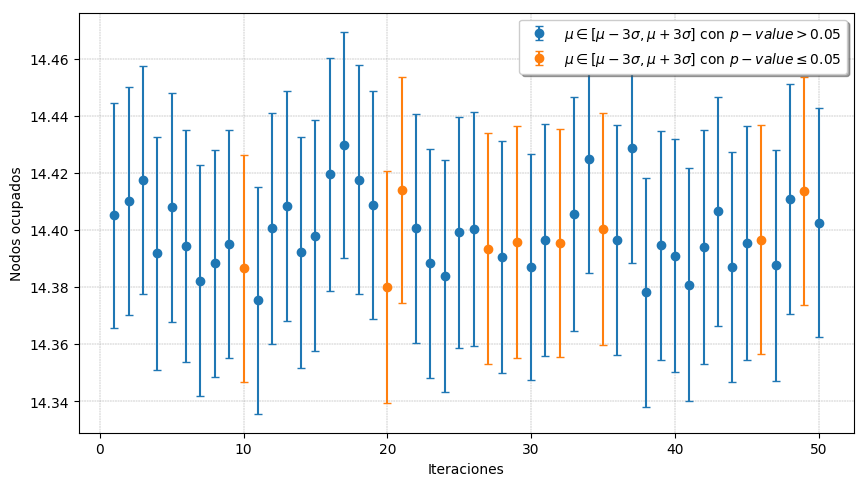 μ ∈ [μ − 3σ, μ + 3σ] con p − value > 0.05
μ ∈ [μ − 3σ, μ + 3σ] con p − value ≤ 0.05
14.46
14.44
14.42
14.40
14.38
14.36
14.34
Nodos ocupados
0 10 20 30 40 50
Iteraciones